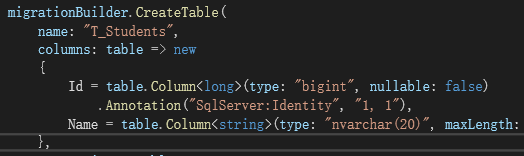 migrationBuilder.CreateTable(
name: "T_Students",
columns: table => new
{
Id = table.Column<long>(type: "bigint", nullable: false)
.Annotation("SqlServer:Identity", "1, 1"),
Name = table.Column<string>(type: "nvarchar(20)", maxLength:
},